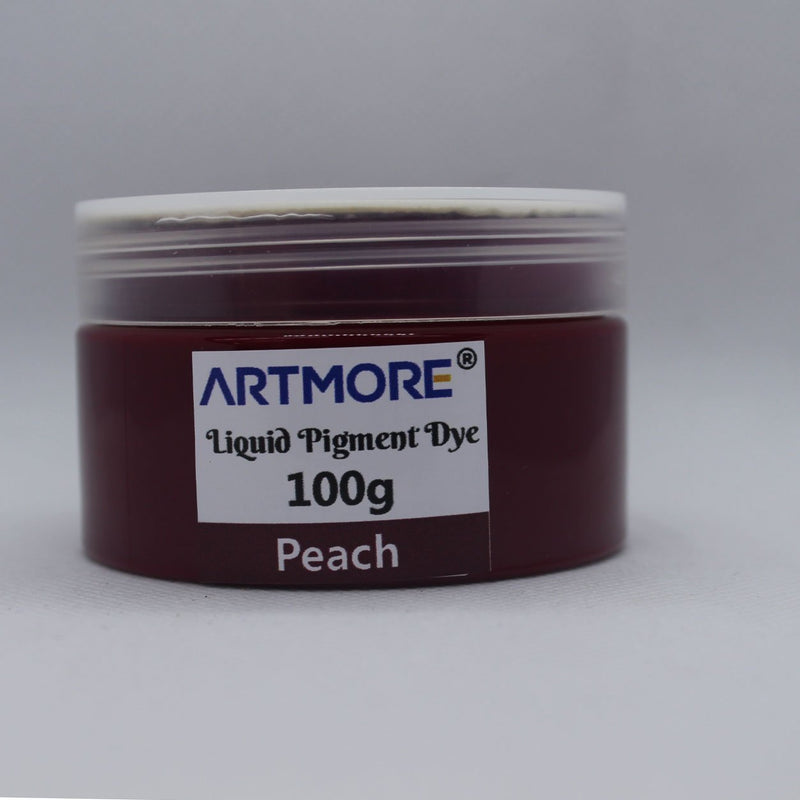 ARTMORE®
Liquid Pigment Dye
100g
Peach